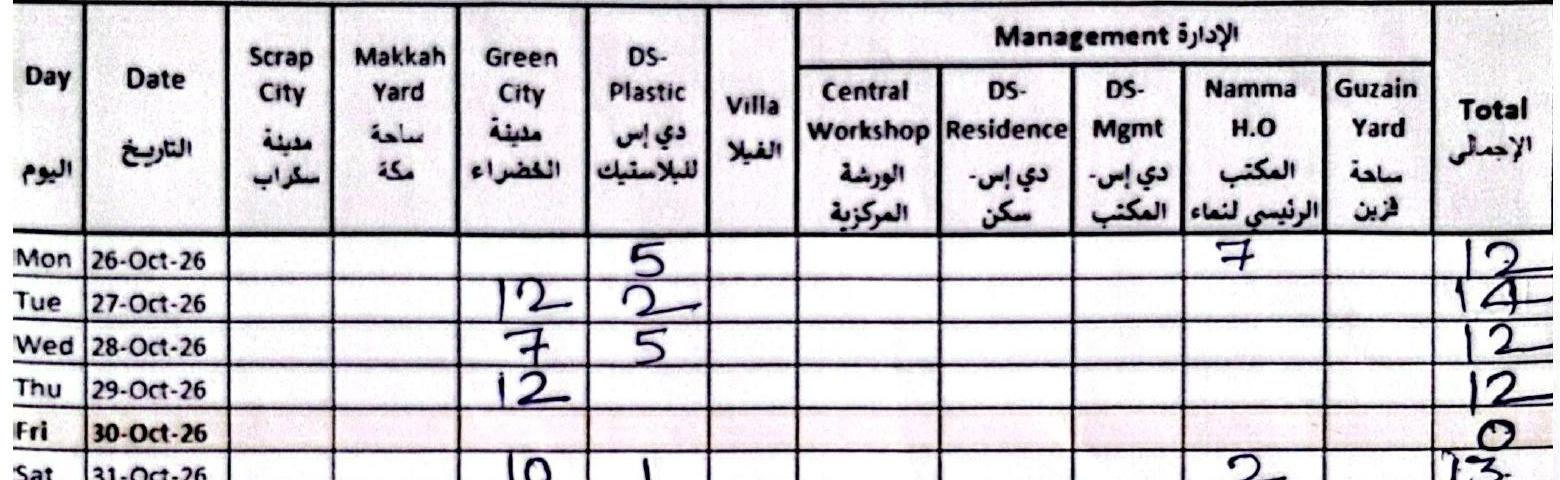 Day اليوم | Date التاريخ | Scrap City مدينة سكراب | Makkah Yard ساحة مكة | Green City مدينة الخضراء | DS-Plastic دي إس للبلاستيك | Villa الفيلا | Management الإدارة | Total الإجمالي
Central Workshop الورشة المركزية | DS-Residence دي إس- سكن | DS-Mgmt دي إس- المكتب | Namma H.O المكتب الرئيسي لنماء | Guzain Yard ساحة قزين
Mon 26-Oct-26 5 7 12
Tue 27-Oct-26 12 2 14
Wed 28-Oct-26 7 5 12
Thu 29-Oct-26 12 12
Fri 30-Oct-26 0
Sat 31-Oct-26 10 1 2 13